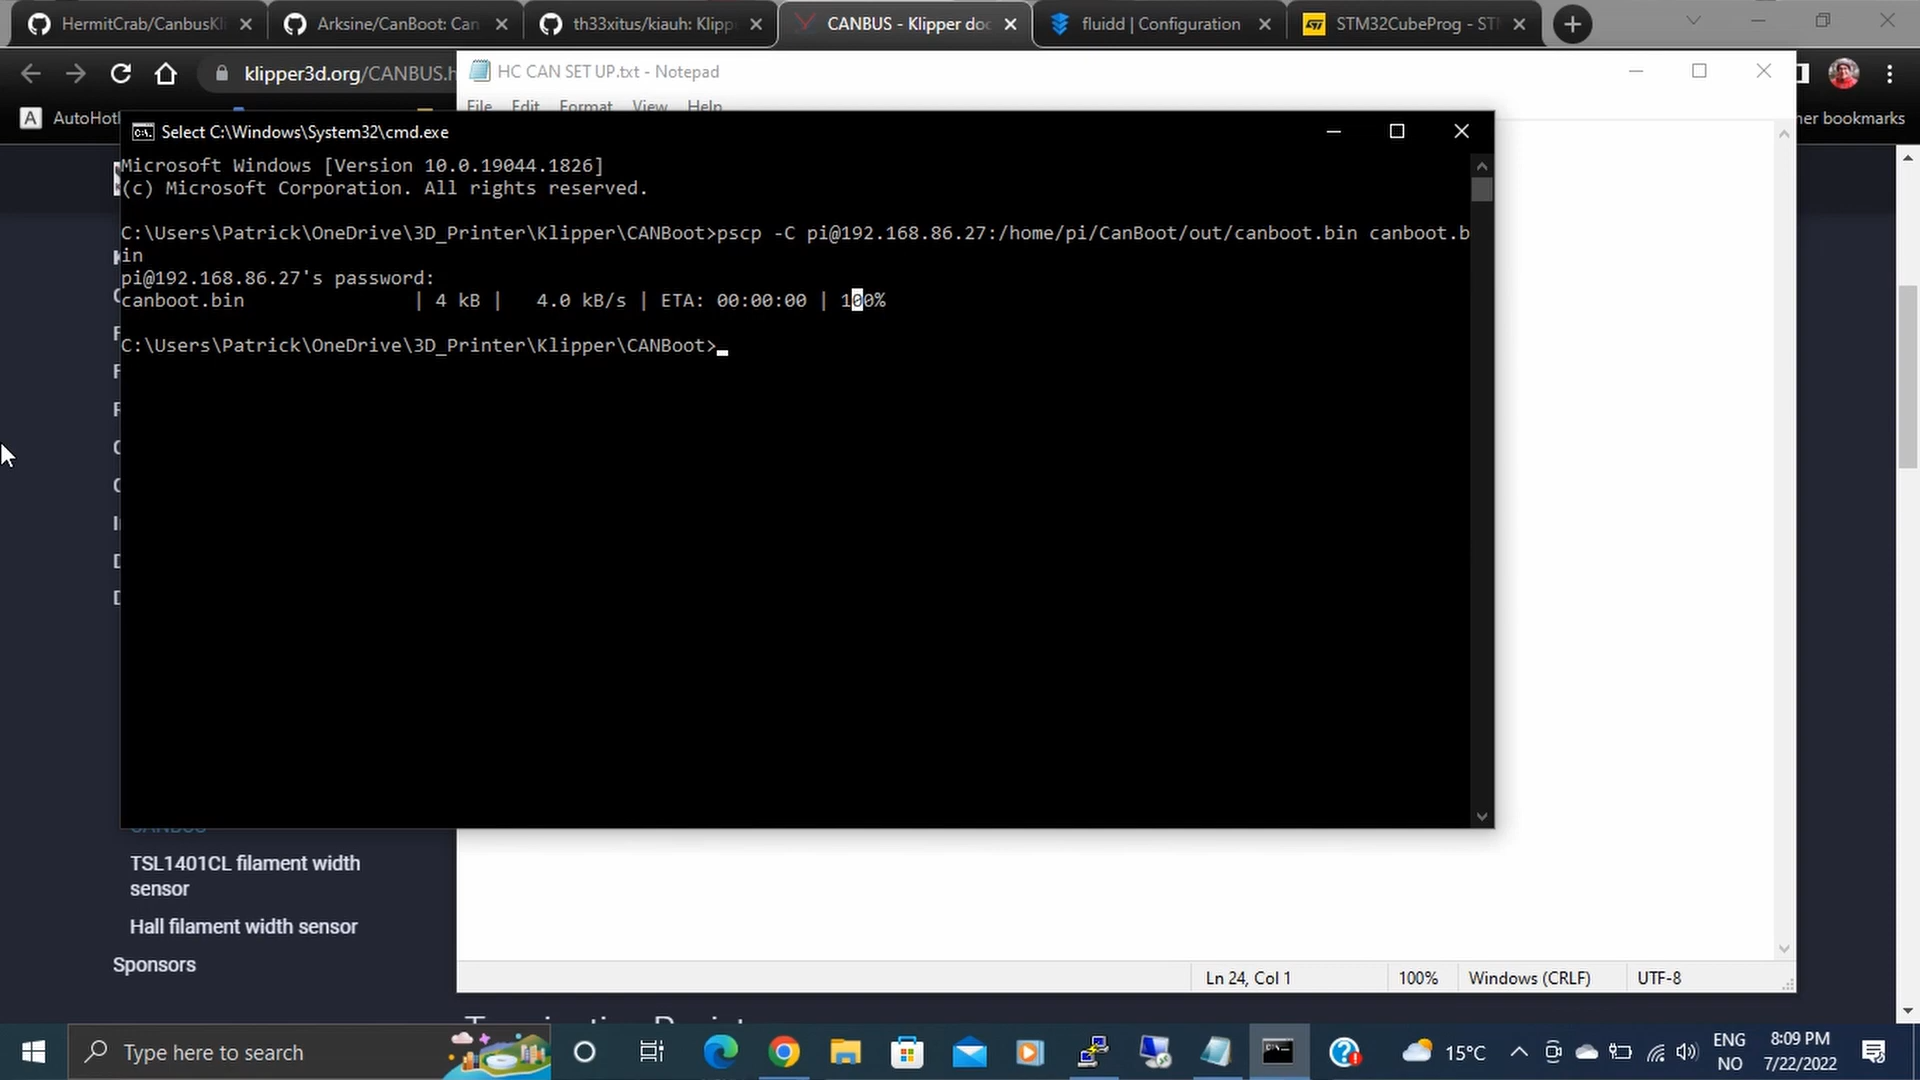 HermitCrab/CanbusKli
Arksine/CanBoot: Can
th33xitus/kiauh: Klipp
CANBUS - Klipper doc
fluidd | Configuration
STM32CubeProg - STM
klipper3d.org/CANBUS.h
HC CAN SET UP.txt - Notepad
AutoHotl
File Edit Format View Help
her bookmarks
Select C:\Windows\System32\cmd.exe
Microsoft Windows [Version 10.0.19044.1826]
(c) Microsoft Corporation. All rights reserved.
C:\Users\Patrick\OneDrive\3D_Printer\Klipper\CANBoot>pscp -C pi@192.168.86.27:/home/pi/CanBoot/out/canboot.bin canboot.b
in
pi@192.168.86.27's password:
canboot.bin | 4 kB | 4.0 kB/s | ETA: 00:00:00 | 100%
C:\Users\Patrick\OneDrive\3D_Printer\Klipper\CANBoot>
CANBUS
TSL1401CL filament width
sensor
Hall filament width sensor
Sponsors
Ln 24, Col 1 100% Windows (CRLF) UTF-8
Type here to search
15°C
ENG
NO
8:09 PM
7/22/2022